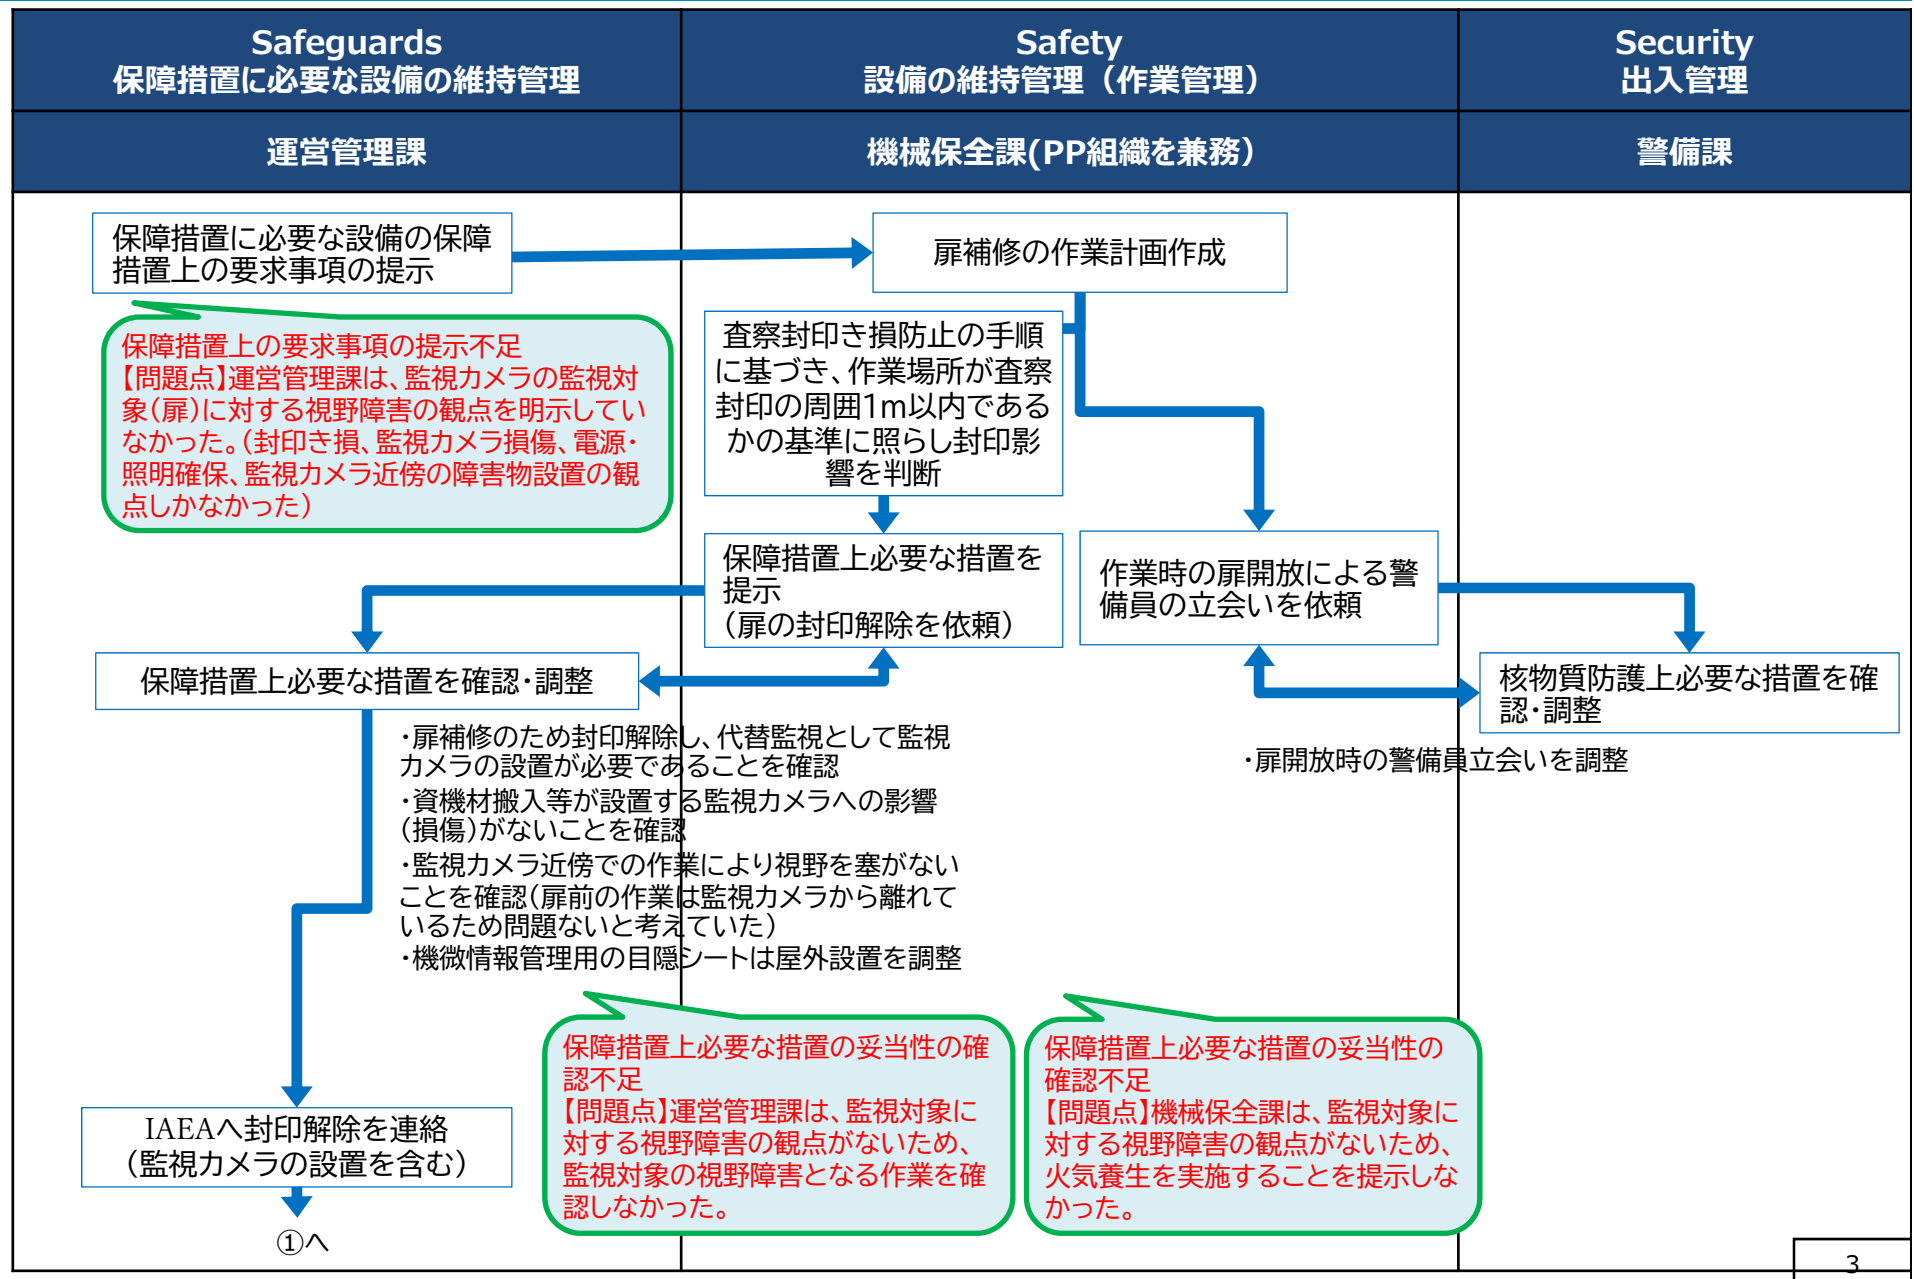 Safeguards
保障措置に必要な設備の維持管理
Safety
設備の維持管理（作業管理）
Security
出入管理
運営管理課
機械保全課(PP組織を兼務）
警備課
保障措置に必要な設備の保障
措置上の要求事項の提示
扉補修の作業計画作成
保障措置上の要求事項の提示不足
【問題点】運営管理課は、監視カメラの監視対
象（扉）に対する視野障害の観点を明示してい
なかった。（封印き損、監視カメラ損傷、電源・
照明確保、監視カメラ近傍の障害物設置の観
点しかなかった）
査察封印き損防止の手順
に基づき、作業場所が査察
封印の周囲1m以内である
かの基準に照らし封印影
響を判断
保障措置上必要な措置を
提示
（扉の封印解除を依頼）
作業時の扉開放による警
備員の立会いを依頼
保障措置上必要な措置を確認・調整
核物質防護上必要な措置を確
認・調整
・扉補修のため封印解除し、代替監視として監視
カメラの設置が必要であることを確認
・資機材搬入等が設置する監視カメラへの影響
（損傷）がないことを確認
・監視カメラ近傍での作業により視野を塞がない
ことを確認（扉前の作業は監視カメラから離れて
いるため問題ないと考えていた）
・機微情報管理用の目隠シートは屋外設置を調整
・扉開放時の警備員立会いを調整
保障措置上必要な措置の妥当性の確
認不足
【問題点】運営管理課は、監視対象に
対する視野障害の観点がないため、
監視対象の視野障害となる作業を確
認しなかった。
保障措置上必要な措置の妥当性の
確認不足
【問題点】機械保全課は、監視対象に
対する視野障害の観点がないため、
火気養生を実施することを提示しな
かった。
IAEAへ封印解除を連絡
（監視カメラの設置を含む）
①へ
3